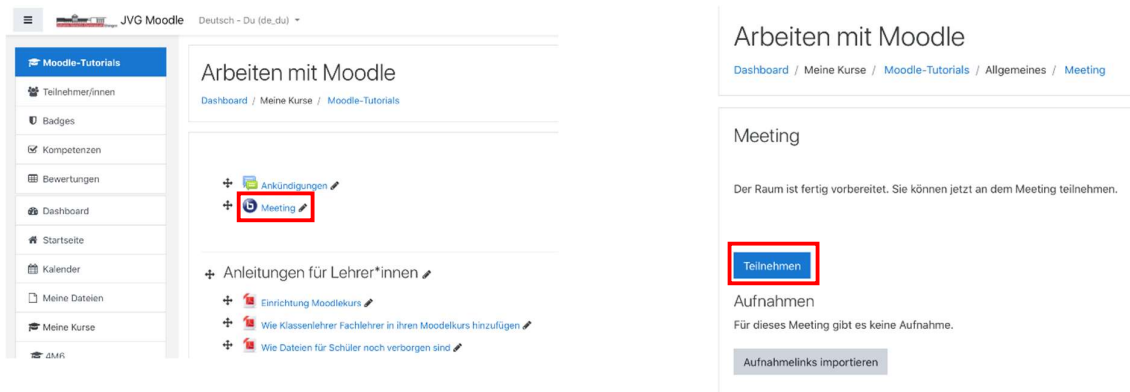 JVG Moodle Deutsch - Du (de_du)
Moodle-Tutorials
Teilnehmer/innen
Badges
Kompetenzen
Bewertungen
Dashboard
Startseite
Kalender
Meine Dateien
Meine Kurse
4M6
Arbeiten mit Moodle
Dashboard / Meine Kurse / Moodle-Tutorials
Ankündigungen
Meeting
Anleitungen für Lehrer*innen
Einrichtung Moodlekurs
Wie Klassenlehrer Fachlehrer in ihren Moodelkurs hinzufügen
Wie Dateien für Schüler noch verborgen sind
Arbeiten mit Moodle
Dashboard / Meine Kurse / Moodle-Tutorials / Allgemeines / Meeting
Meeting
Der Raum ist fertig vorbereitet. Sie können jetzt an dem Meeting teilnehmen.
Teilnehmen
Aufnahmen
Für dieses Meeting gibt es keine Aufnahme.
Aufnahmelinks importieren